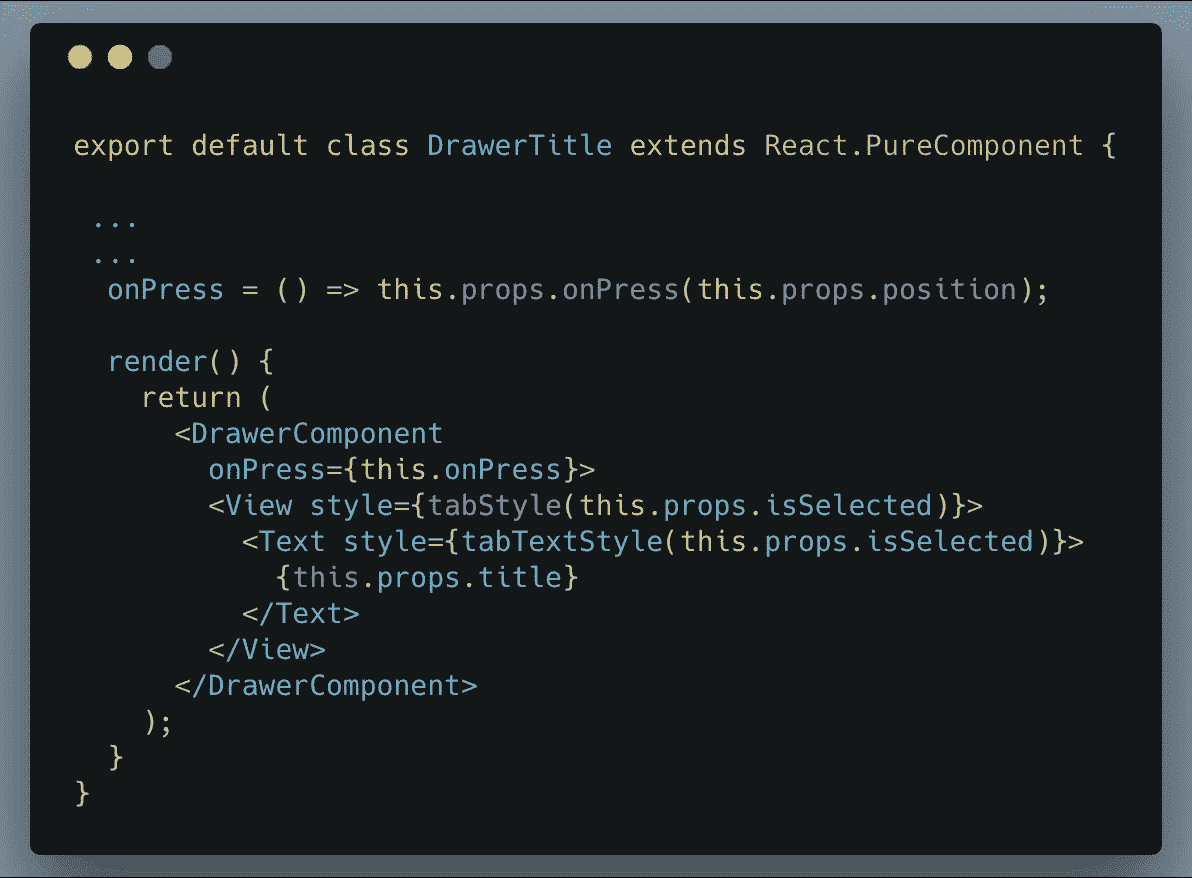 export default class DrawerTitle extends React.PureComponent {
...
...
onPress = () => this.props.onPress(this.props.position);
render() {
return (
<DrawerComponent
onPress={this.onPress}>
<View style={tabStyle(this.props.isSelected)}>
<Text style={tabTextStyle(this.props.isSelected)}>
{this.props.title}
</Text>
</View>
</DrawerComponent>
);
}
}